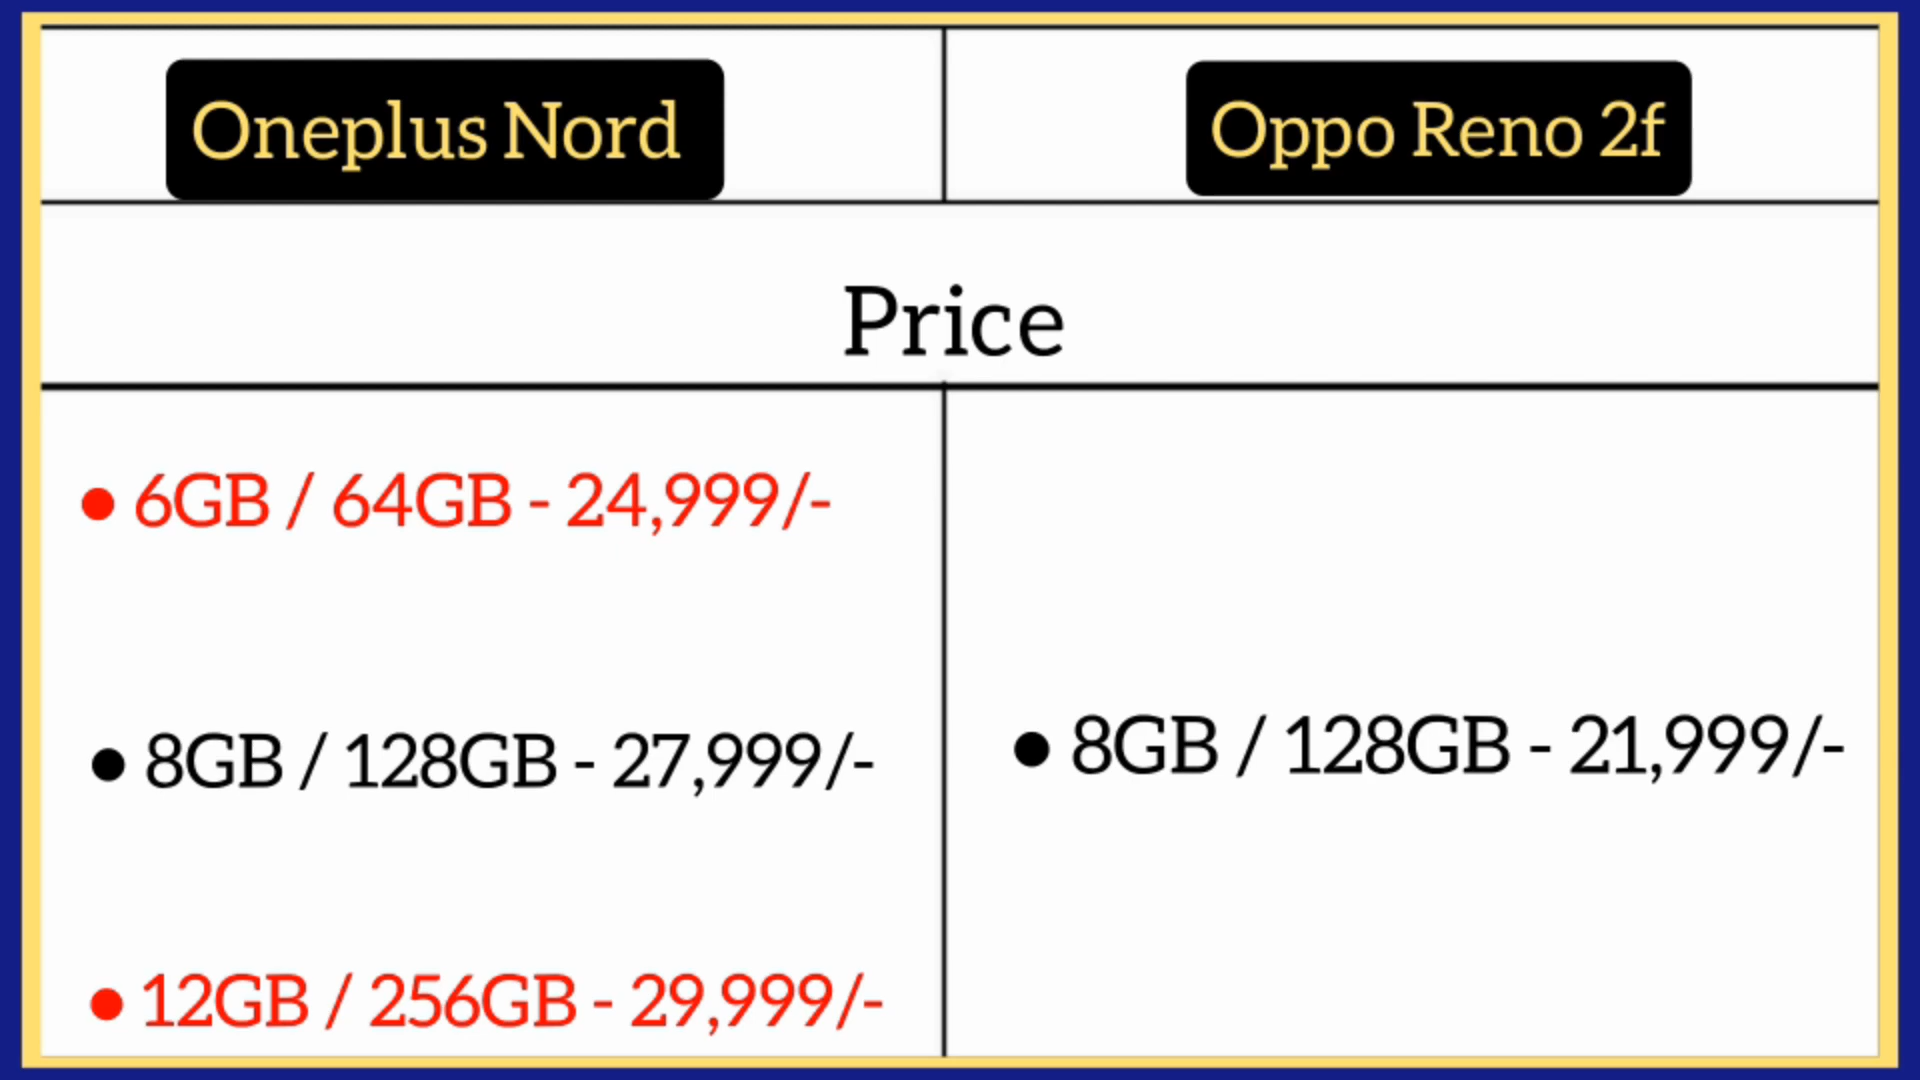 Oneplus Nord
Oppo Reno 2f
Price
● 6GB / 64GB - 24,999/-
● 8GB / 128GB - 27,999/-
● 12GB / 256GB - 29,999/-
● 8GB / 128GB - 21,999/-